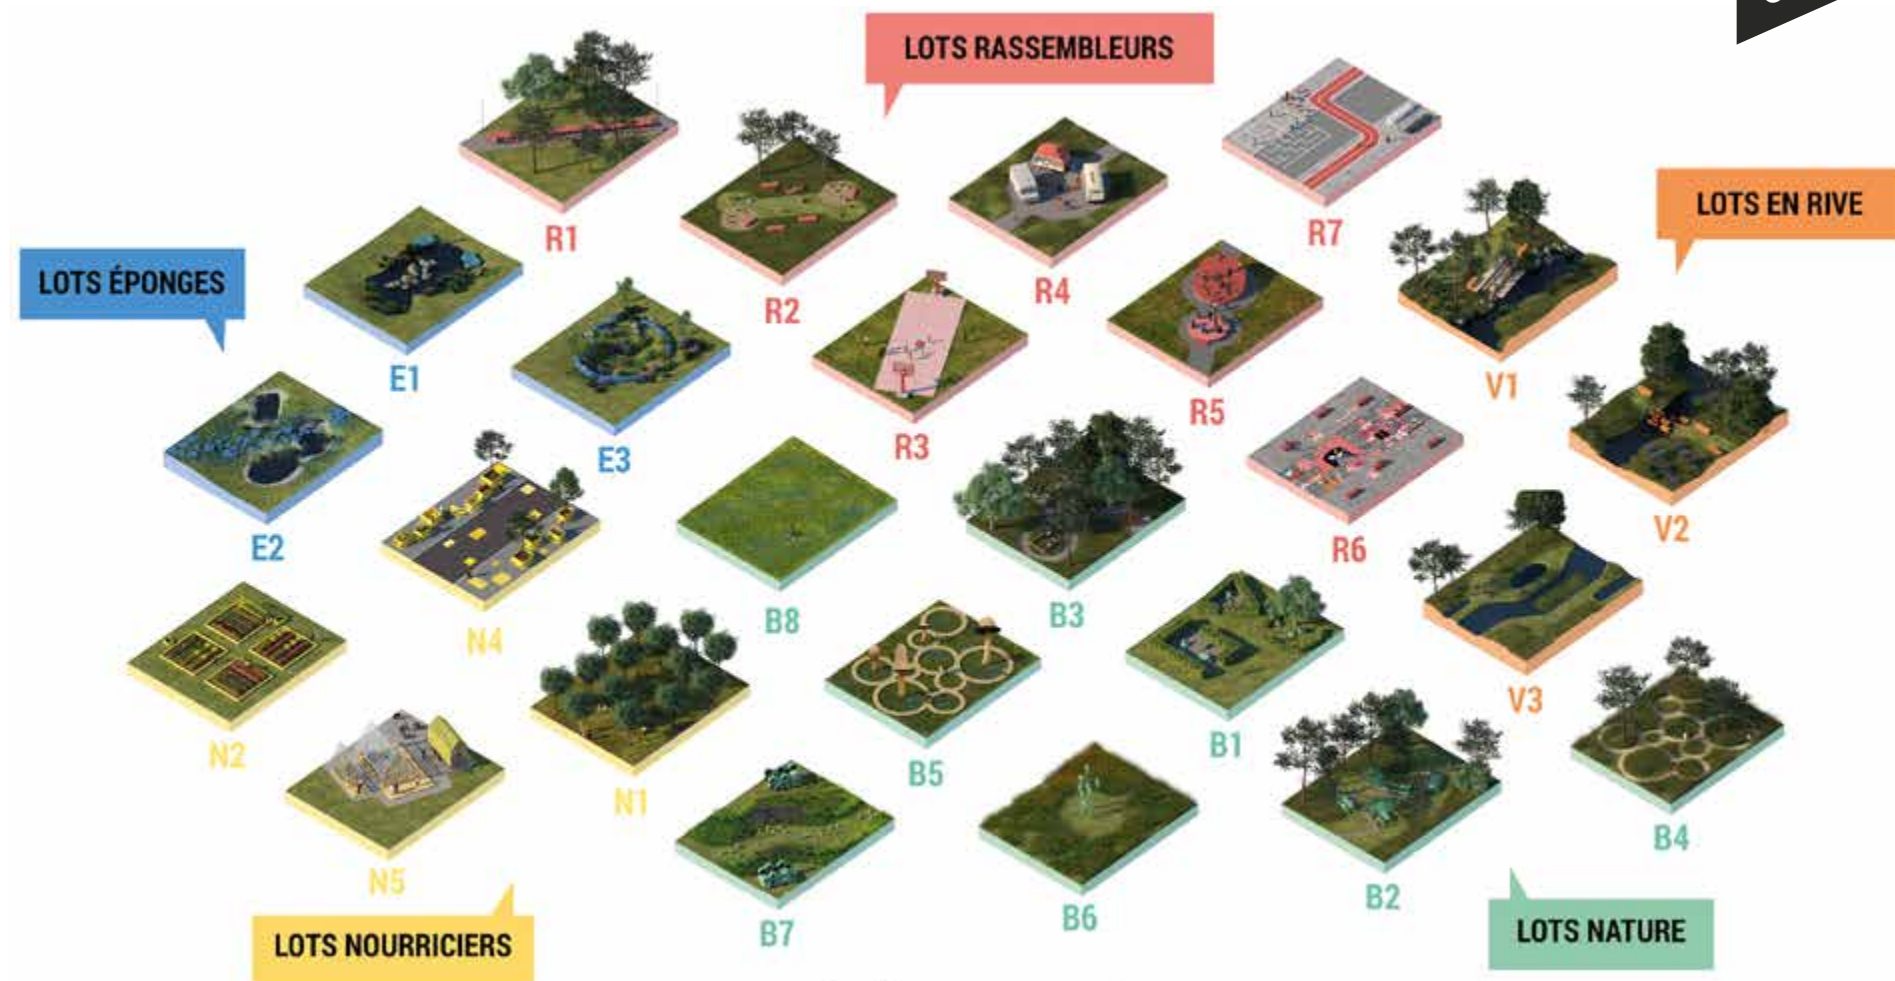 LOTS RASSEMBLEURS
LOTS EN RIVE
LOTS ÉPONGES
R1
R2
R4
R7
E1
E3
R3
R5
V1
E2
N4
B8
B3
R6
V2
N2
N1
B5
B1
V3
N5
B7
B6
B2
B4
LOTS NOURRICIERS
LOTS NATURE